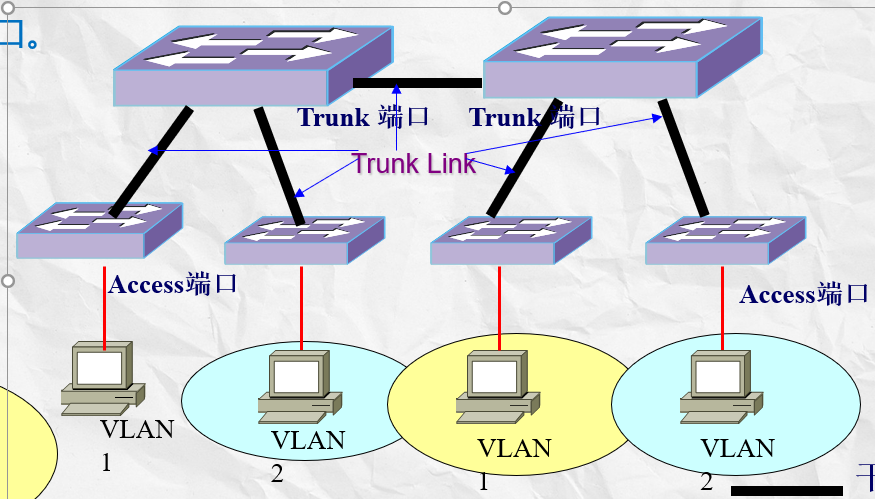 口。
Trunk 端口
Trunk 端口
Trunk Link
Access端口
Access端口
VLAN
1
VLAN
2
VLAN
1
VLAN
2